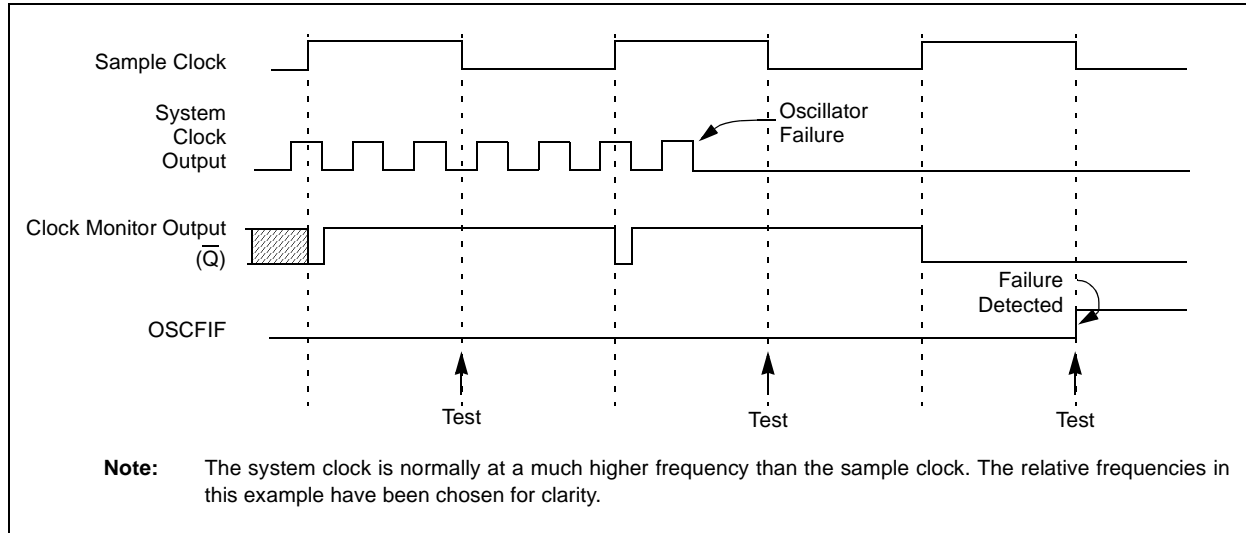 Sample Clock
System
Clock
Output
Oscillator
Failure
Clock Monitor Output
(Q̅)
Failure
Detected
OSCFIF
Test
Test
Test
Note: The system clock is normally at a much higher frequency than the sample clock. The relative frequencies in
this example have been chosen for clarity.